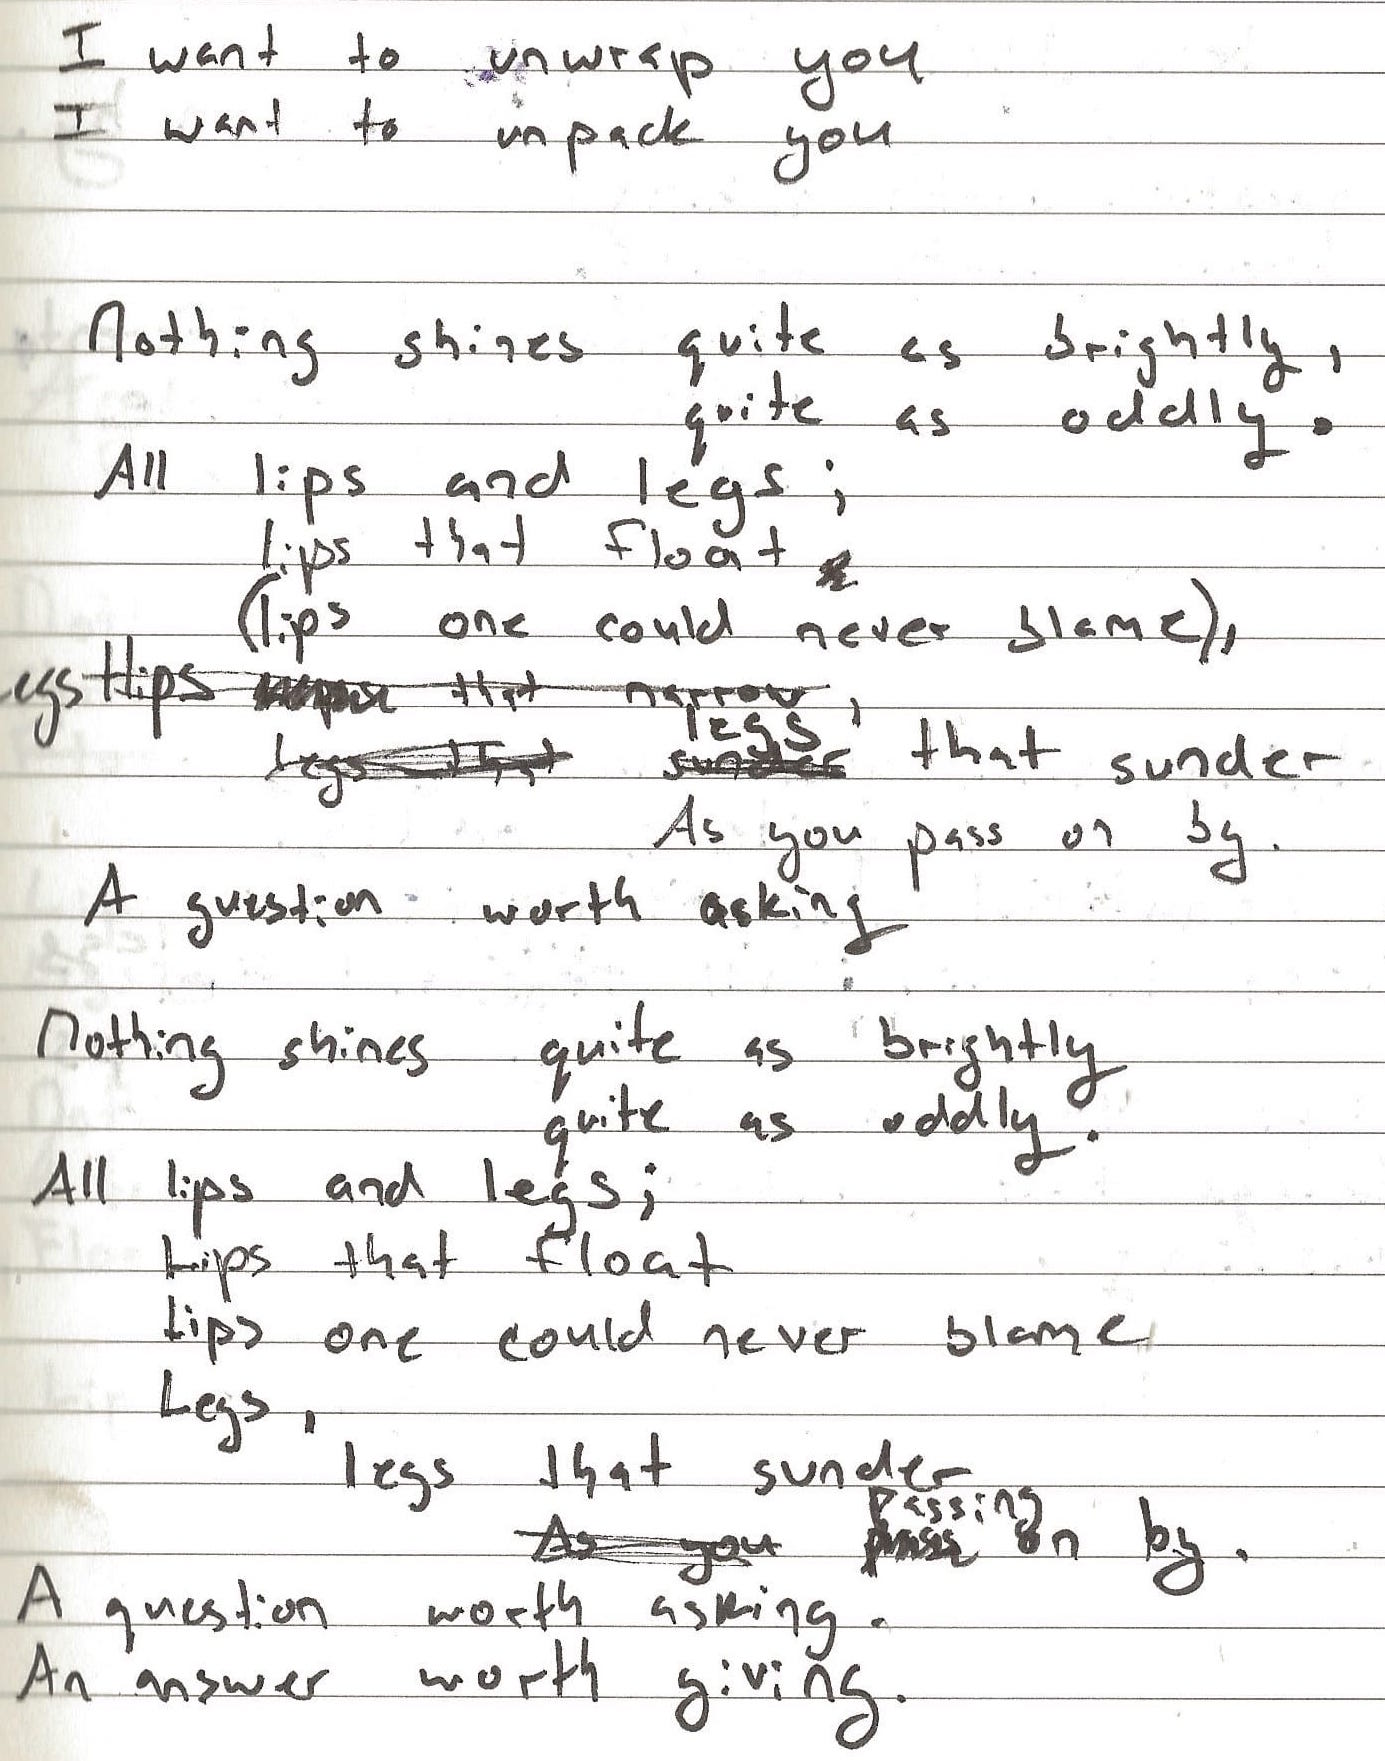 I want to unwrap you
I want to unpack you
Nothing shines quite as brightly,
quite as oddly.
All lips and legs;
lips that float
(lips one could never blame),
egs Hips that narrow,
legs
Legs that sunder that sunder
As you pass on by.
A question worth asking
Nothing shines quite as brightly
quite as oddly.
All lips and legs;
Lips that float
Lips one could never blame
Legs,
legs that sunder
passing
As you on by.
A question worth asking.
An answer worth giving.